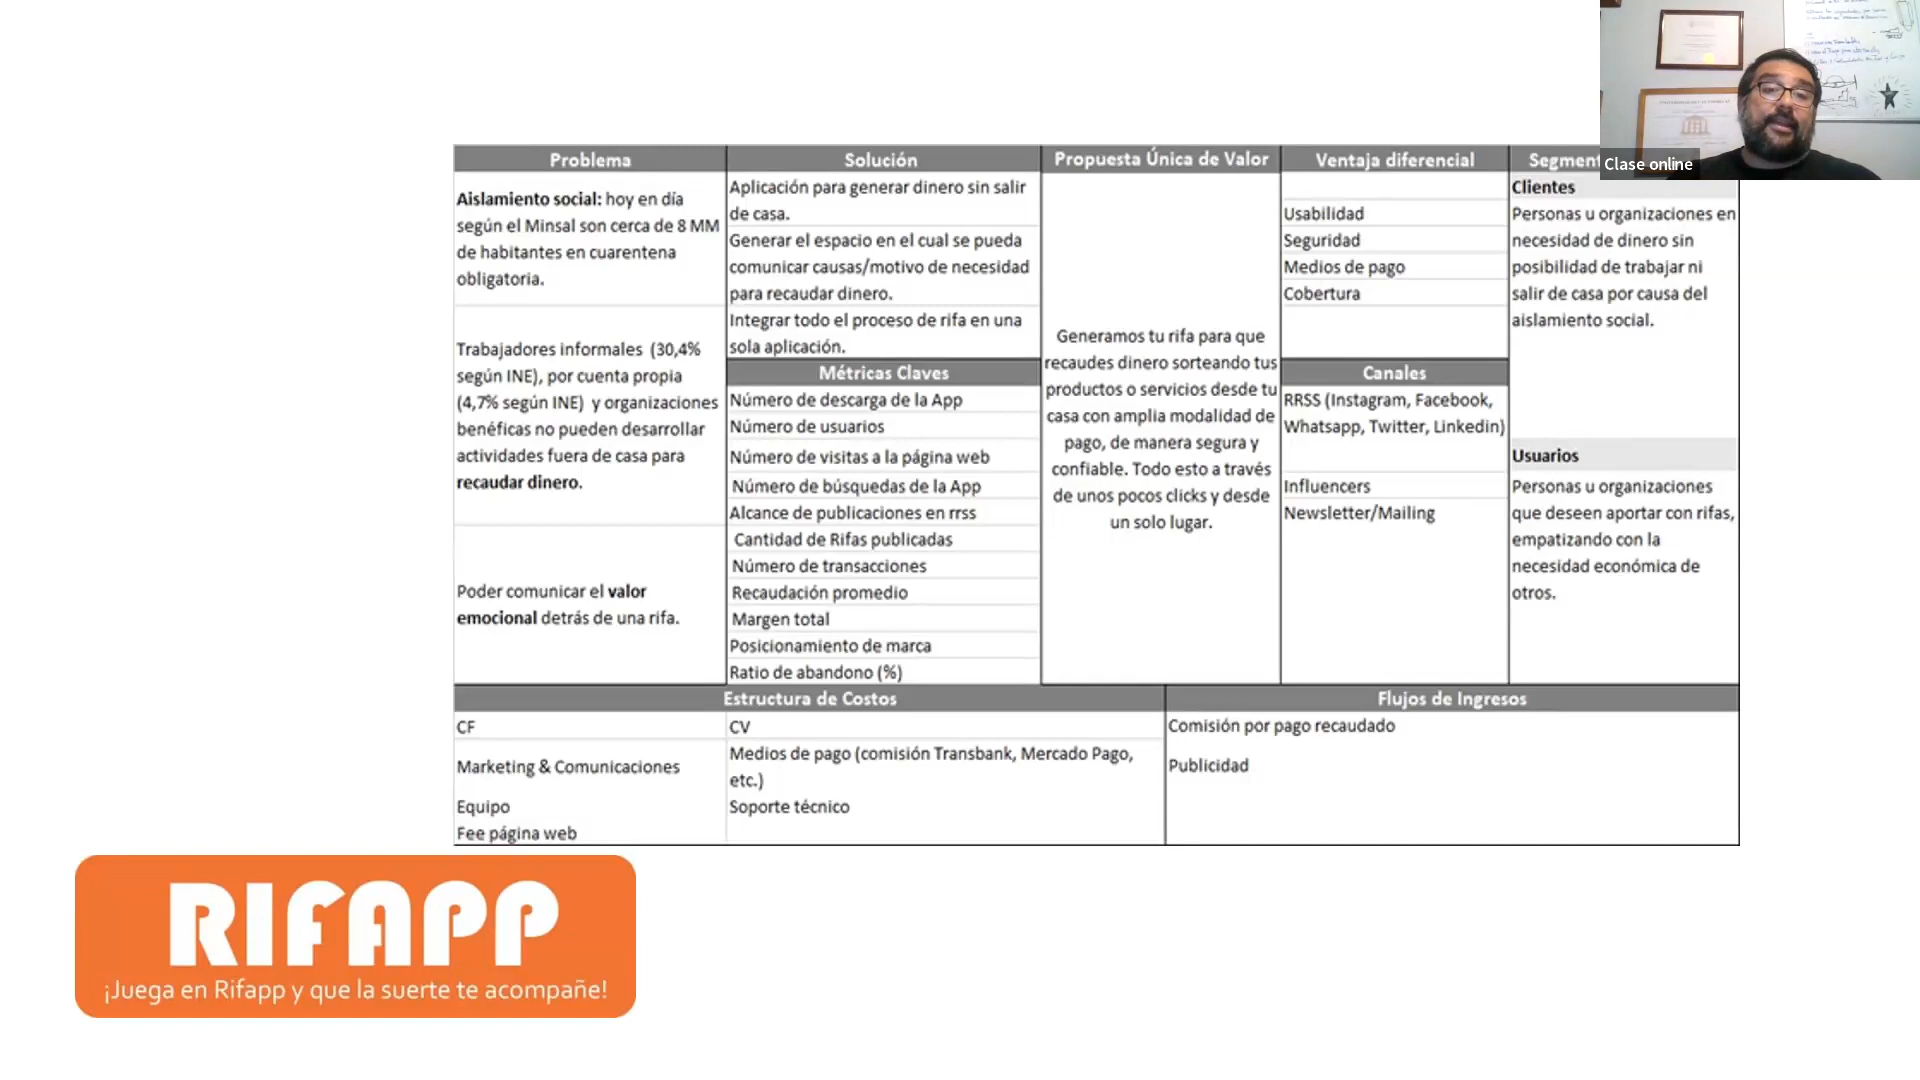 Clase online
Problema
Aislamiento social: hoy en día
según el Minsal son cerca de 8 MM
de habitantes en cuarentena
obligatoria.
Trabajadores informales (30,4%
según INE), por cuenta propia
(4,7% según INE) y organizaciones
benéficas no pueden desarrollar
actividades fuera de casa para
recaudar dinero.
Poder comunicar el valor
emocional detrás de una rifa.
Solución
Aplicación para generar dinero sin salir
de casa.
Generar el espacio en el cual se pueda
comunicar causas/motivo de necesidad
para recaudar dinero.
Integrar todo el proceso de rifa en una
sola aplicación.
Métricas Claves
Número de descarga de la App
Número de usuarios
Número de visitas a la página web
Número de búsquedas de la App
Alcance de publicaciones en rrss
Cantidad de Rifas publicadas
Número de transacciones
Recaudación promedio
Margen total
Posicionamiento de marca
Ratio de abandono (%)
Propuesta Única de Valor
Generamos tu rifa para que
recaudes dinero sorteando tus
productos o servicios desde tu
casa con amplia modalidad de
pago, de manera segura y
confiable. Todo esto a través
de unos pocos clicks y desde
un solo lugar.
Ventaja diferencial
Usabilidad
Seguridad
Medios de pago
Cobertura
Canales
RRSS (Instagram, Facebook,
Whatsapp, Twitter, Linkedin)
Influencers
Newsletter/Mailing
Segment
Clientes
Personas u organizaciones en
necesidad de dinero sin
posibilidad de trabajar ni
salir de casa por causa del
aislamiento social.
Usuarios
Personas u organizaciones
que deseen aportar con rifas,
empatizando con la
necesidad económica de
otros.
Estructura de Costos
CF
Marketing & Comunicaciones
Equipo
Fee página web
CV
Medios de pago (comisión Transbank, Mercado Pago,
etc.)
Soporte técnico
Flujos de Ingresos
Comisión por pago recaudado
Publicidad
RIFAPP
¡Juega en Rifapp y que la suerte te acompañe!